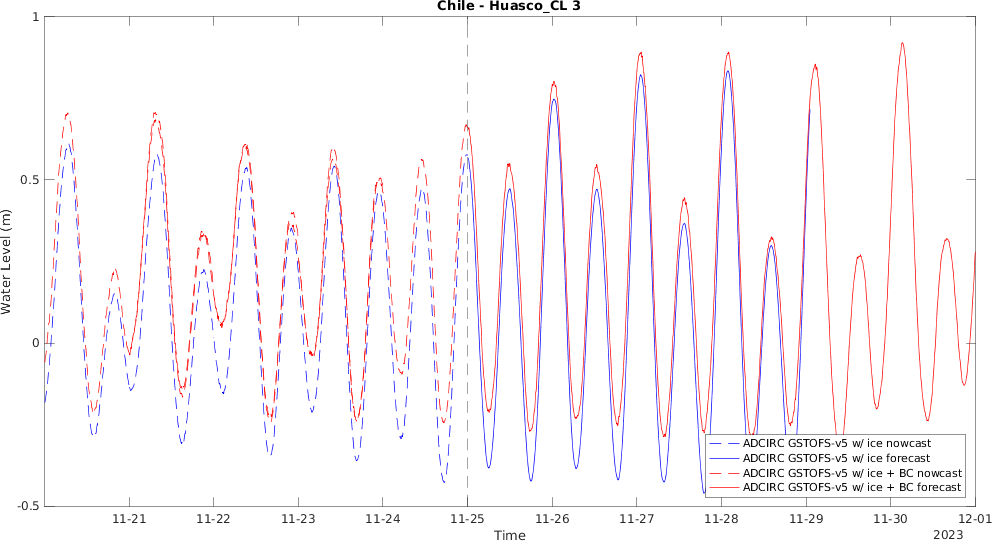 Chile - Huasco_CL 3
1
0.5
0
-0.5
Water Level (m)
ADCIRC GSTOFS-v5 w/ ice nowcast
ADCIRC GSTOFS-v5 w/ ice forecast
ADCIRC GSTOFS-v5 w/ ice + BC nowcast
ADCIRC GSTOFS-v5 w/ ice + BC forecast
11-21 11-22 11-23 11-24 11-25 11-26 11-27 11-28 11-29 11-30 12-01
Time
2023